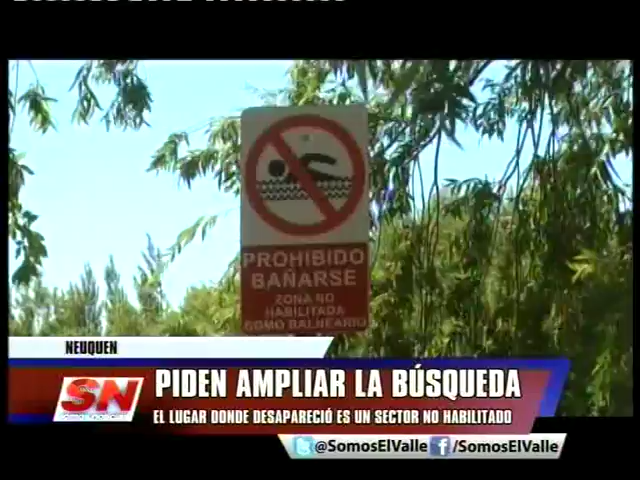 PROHIBIDO
BAÑARSE
ZONA NO
HABILITADA
COMO BALNEARIO
NEUQUEN
SN
PIDEN AMPLIAR LA BÚSQUEDA
EL LUGAR DONDE DESAPARECIÓ ES UN SECTOR NO HABILITADO
@SomosElValle f /SomosElValle